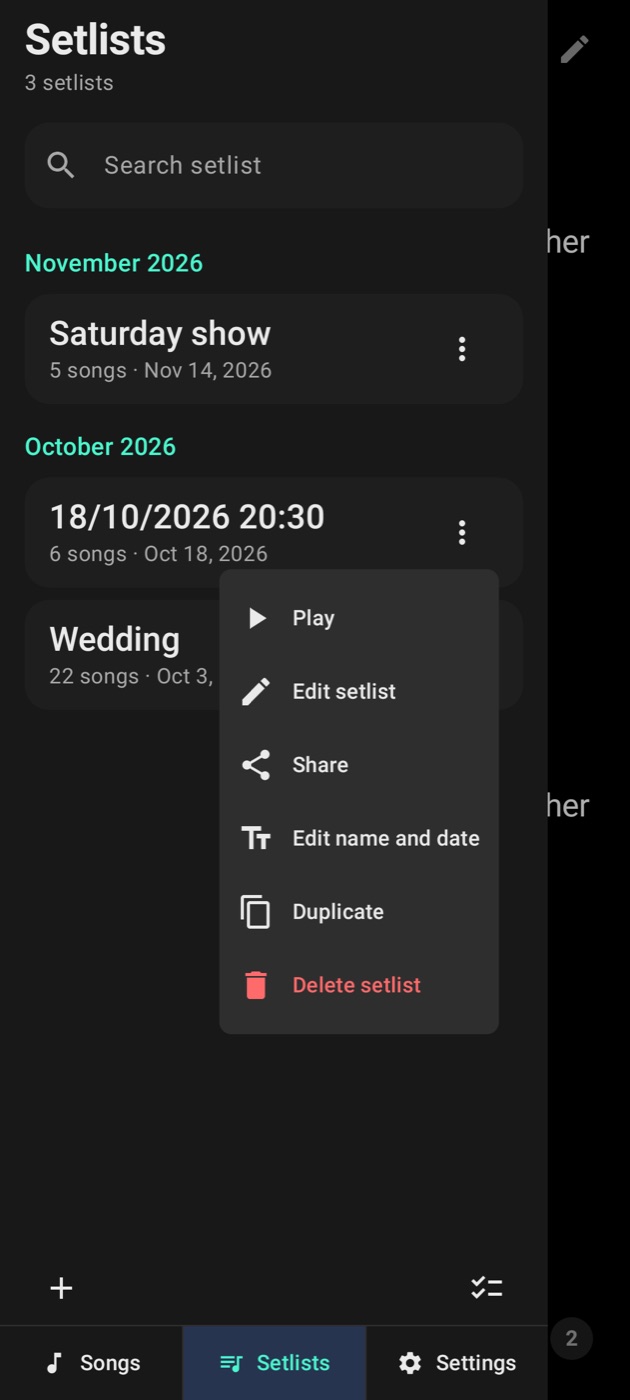 Setlists
3 setlists
Search setlist
November 2026
Saturday show
5 songs · Nov 14, 2026
October 2026
18/10/2026 20:30
6 songs · Oct 18, 2026
Wedding
22 songs · Oct 3,
Play
Edit setlist
Share
Edit name and date
Duplicate
Delete setlist
her
her
2
Songs
Setlists
Settings